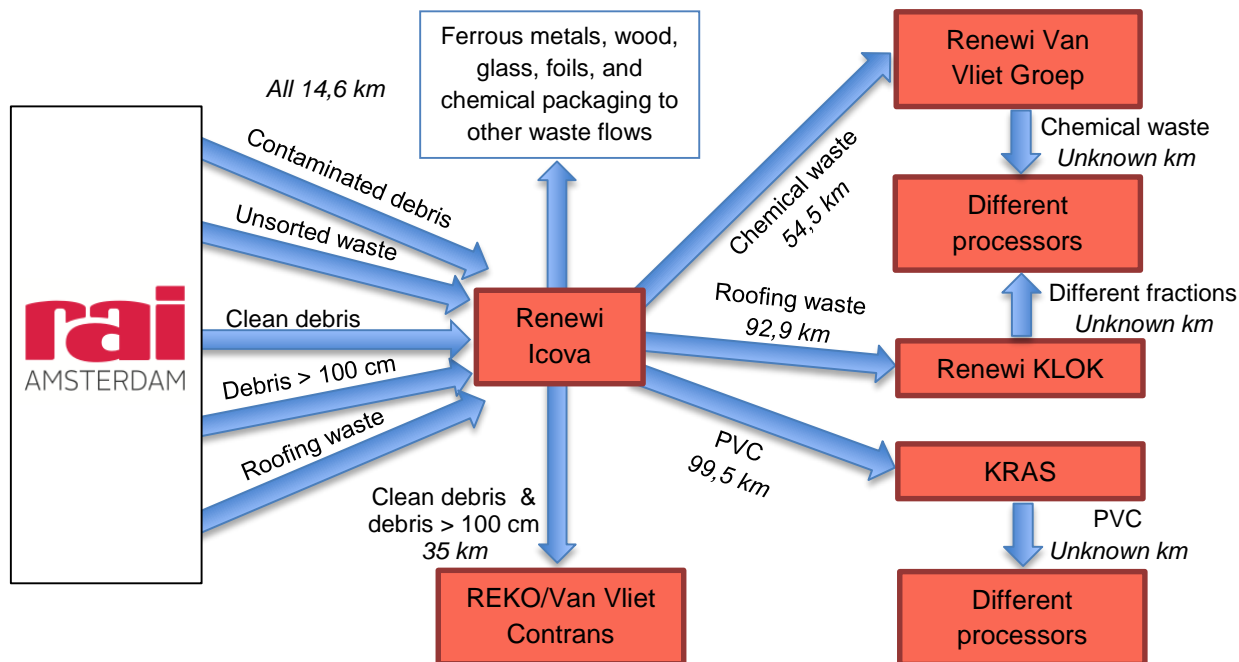 Ferrous metals, wood,
glass, foils, and
chemical packaging to
other waste flows
Renewi Van
Vliet Groep
All 14,6 km
Contaminated debris
Unsorted waste
Clean debris
Debris > 100 cm
Roofing waste
rai
AMSTERDAM
Renewi
Icova
Chemical waste
54,5 km
Chemical waste
Unknown km
Different
processors
Roofing waste
92,9 km
Different fractions
Unknown km
Renewi KLOK
PVC
99,5 km
KRAS
Clean debris &
debris > 100 cm
35 km
PVC
Unknown km
REKO/Van Vliet
Contrans
Different
processors